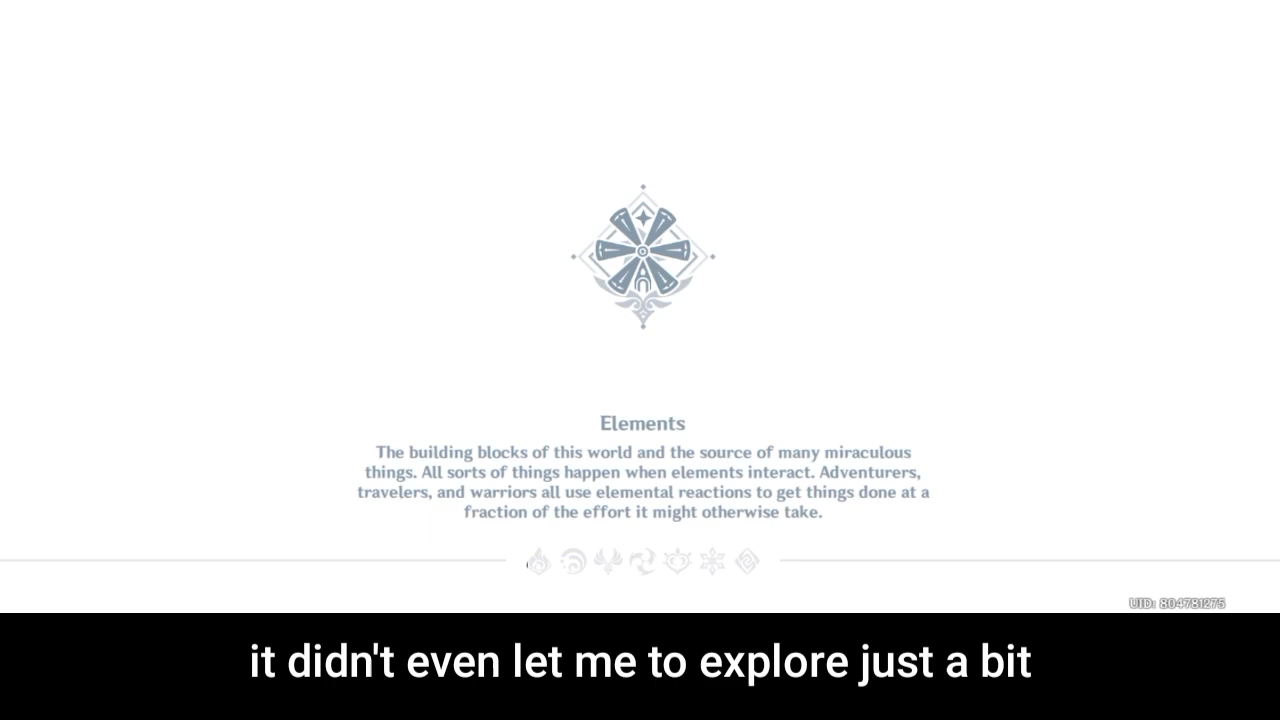 Elements
The building blocks of this world and the source of many miraculous
things. All sorts of things happen when elements interact. Adventurers,
travelers, and warriors all use elemental reactions to get things done at a
fraction of the effort it might otherwise take.
UID: 804781275
it didn't even let me to explore just a bit